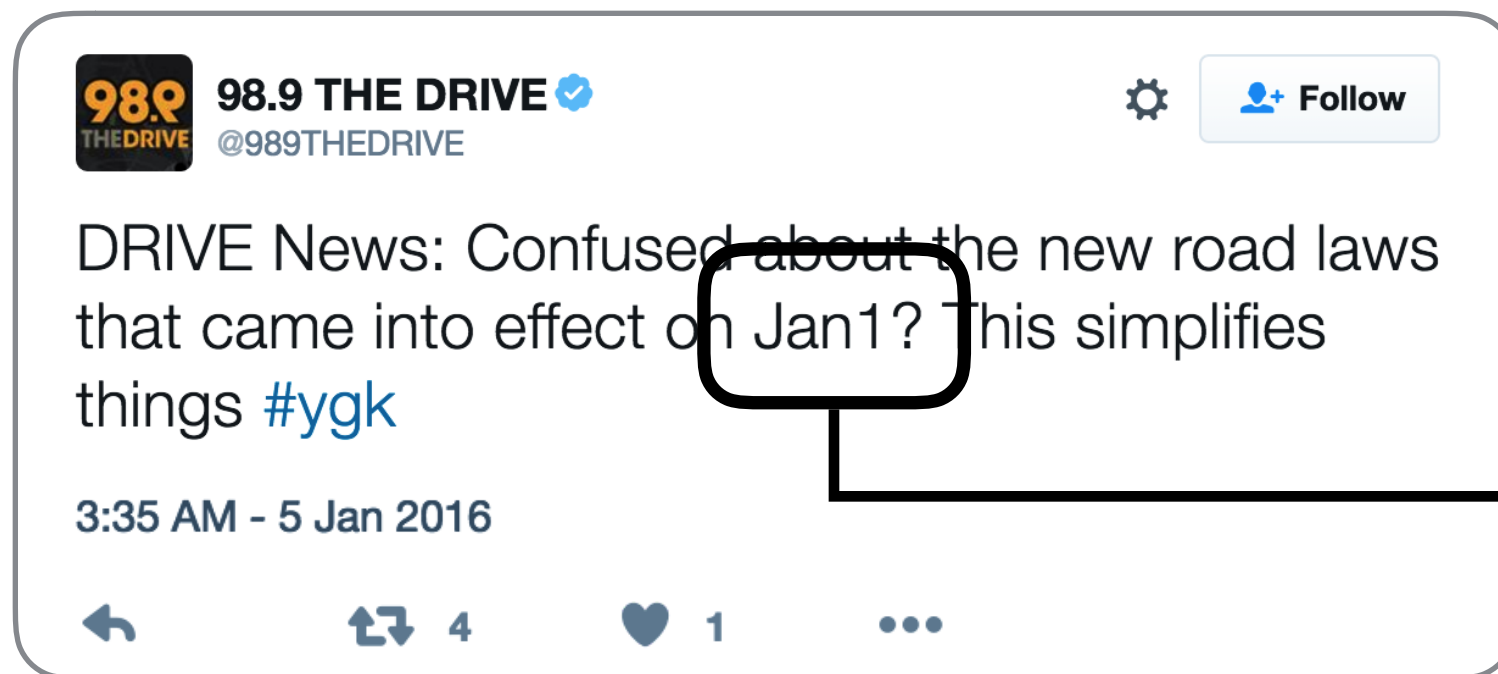 98.9
THEDRIVE
98.9 THE DRIVE
@989THEDRIVE
Follow
DRIVE News: Confused about the new road laws
that came into effect on Jan1? This simplifies
things #ygk
3:35 AM - 5 Jan 2016
4
1